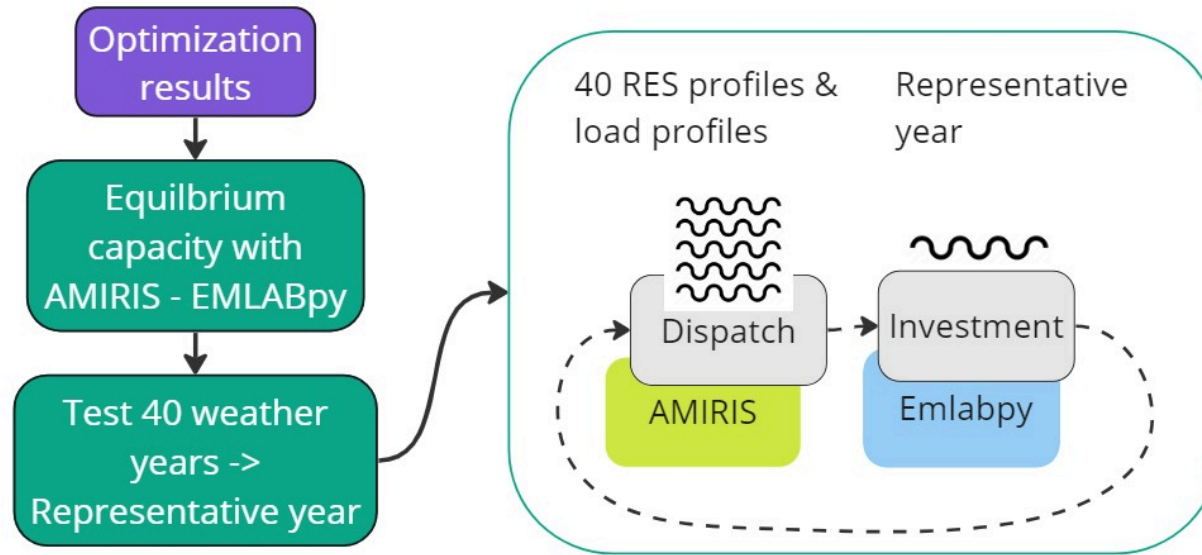 Optimization
results
Equilbrium
capacity with
AMIRIS - EMLABpy
Test 40 weather
years ->
Representative year
40 RES profiles &
load profiles
Representative
year
Dispatch
AMIRIS
Investment
Emlabpy